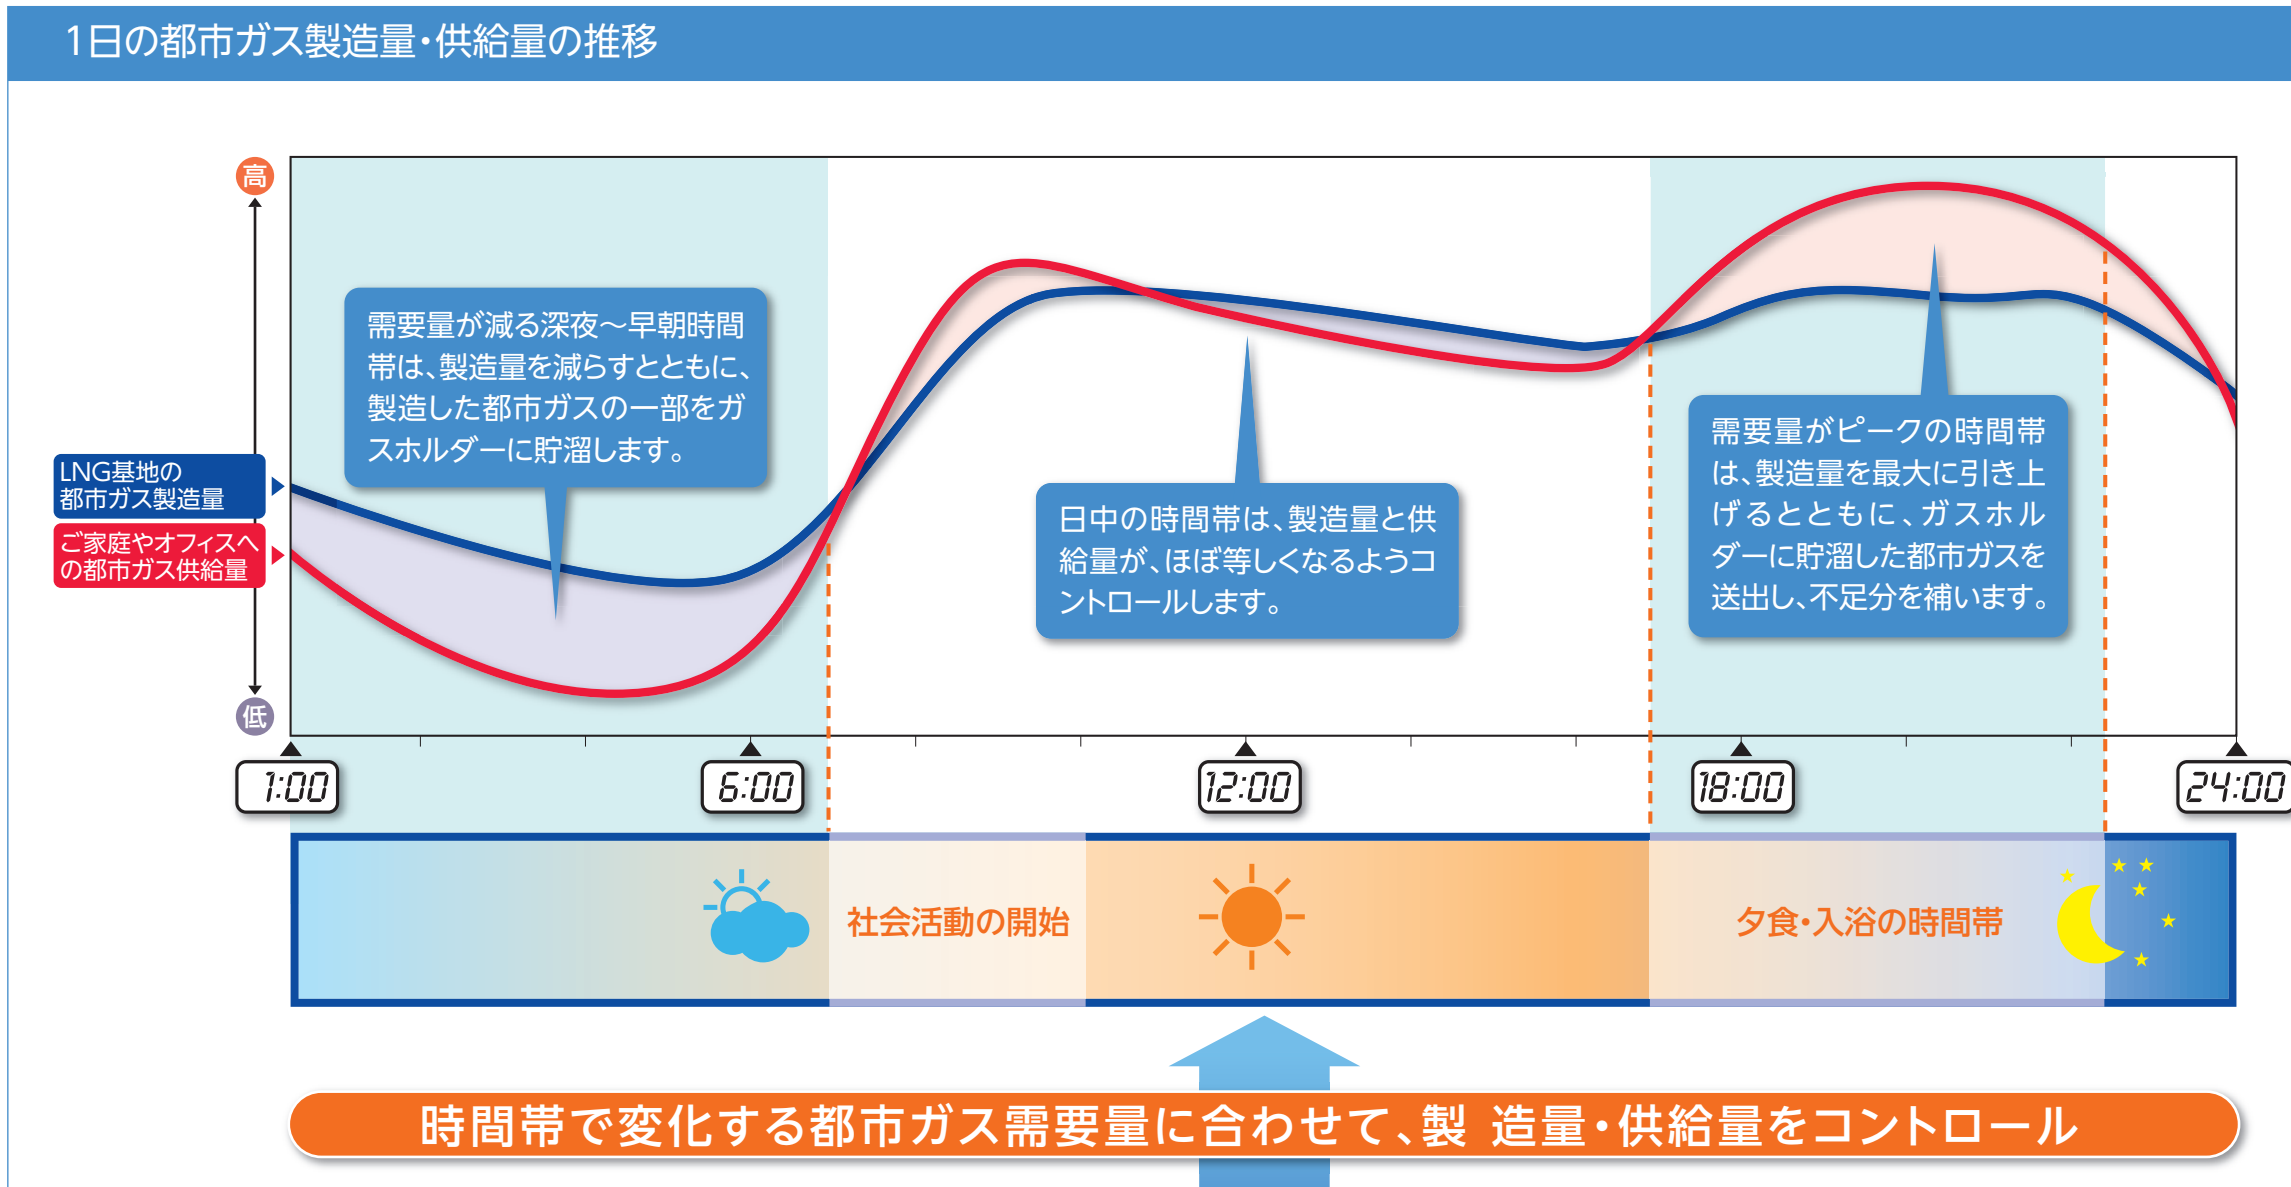 1日の都市ガス製造量・供給量の推移
高
需要量が減る深夜～早朝時間
帯は、製造量を減らすとともに、
製造した都市ガスの一部をガ
スホルダーに貯溜します。
LNG基地の
都市ガス製造量
ご家庭やオフィスへ
の都市ガス供給量
低
日中の時間帯は、製造量と供
給量が、ほぼ等しくなるようコ
ントロールします。
需要量がピークの時間帯
は、製造量を最大に引き上
げるとともに、ガスホル
ダーに貯溜した都市ガスを
送出し、不足分を補います。
1:00
6:00
12:00
18:00
24:00
社会活動の開始
夕食・入浴の時間帯
時間帯で変化する都市ガス需要量に合わせて、製 造量・供給量をコントロール